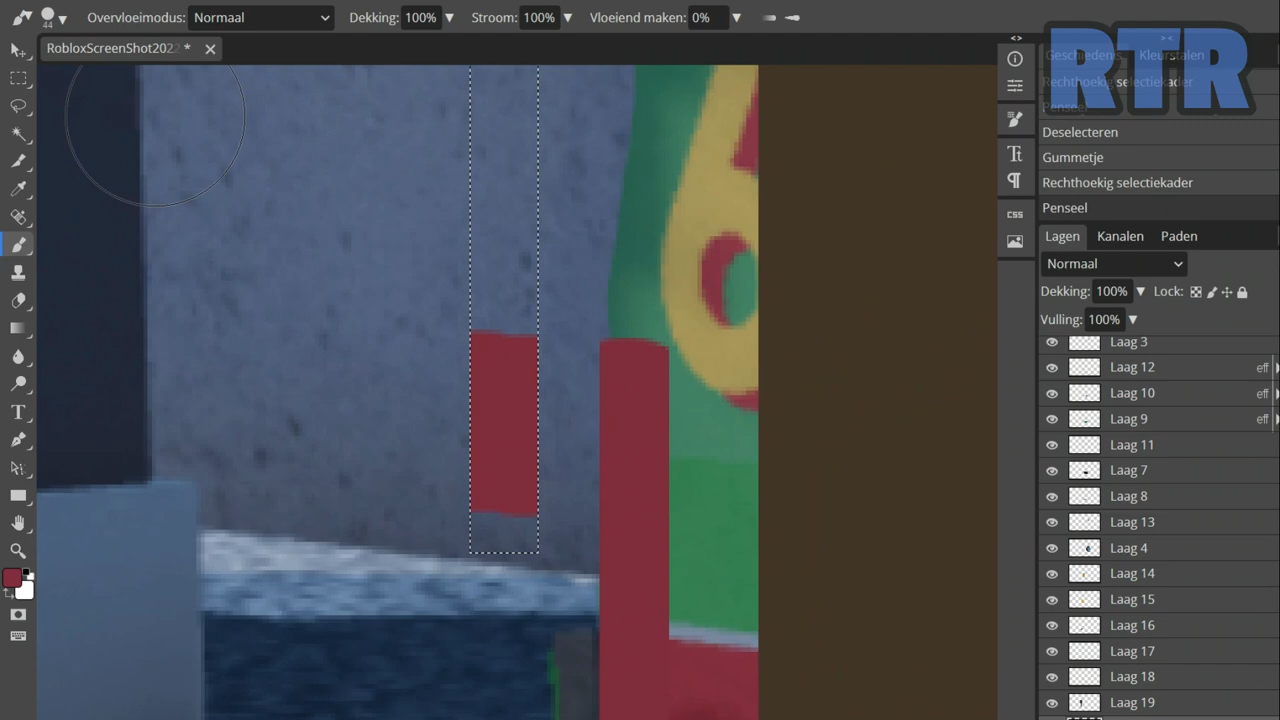 44
Overvloeimodus: Normaal
Dekking: 100%
Stroom: 100%
Vloeiend maken: 0%
RobloxScreenShot2022 *
RTR
Geschiedenis
Kleurstalen
Rechthoekig selectiekader
Penseel
Deselecteren
Gummetje
Rechthoekig selectiekader
Penseel
CSS
Lagen
Kanalen
Paden
Normaal
Dekking: 100%
Lock:
Vulling: 100%
Laag 3
Laag 12
eff
Laag 10
eff
Laag 9
eff
Laag 11
Laag 7
Laag 8
Laag 13
Laag 4
Laag 14
Laag 15
Laag 16
Laag 17
Laag 18
Laag 19